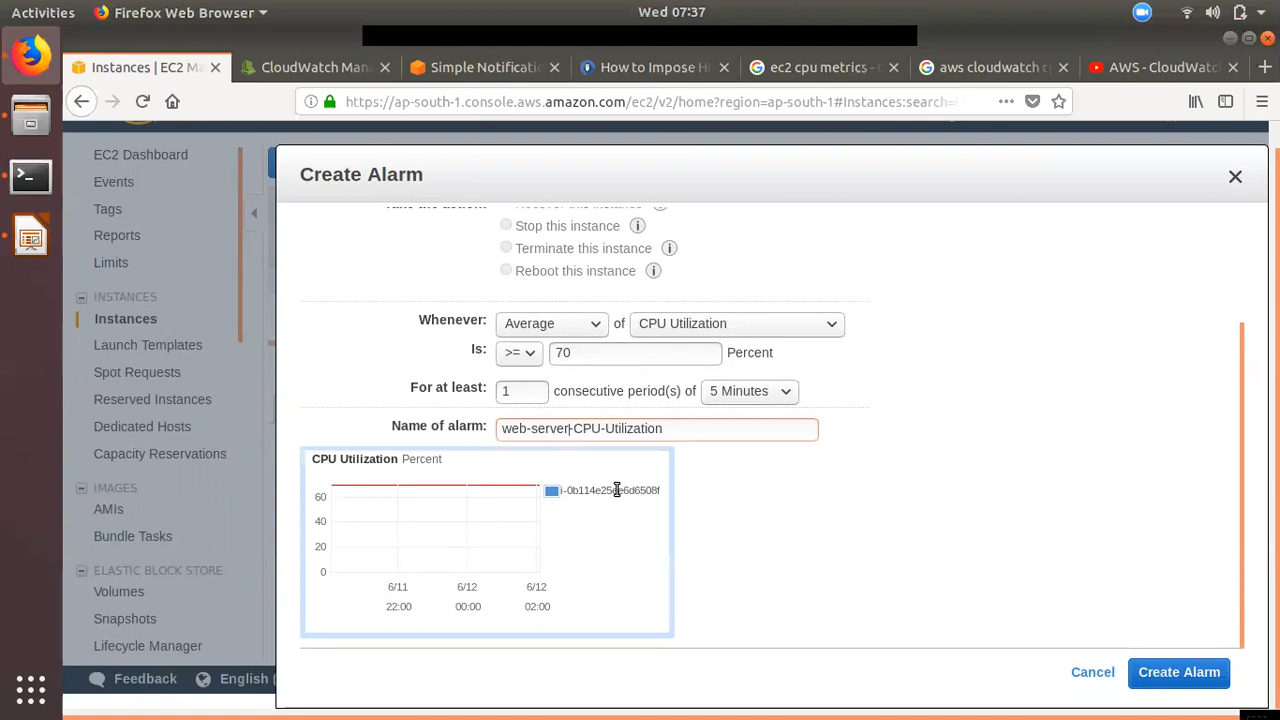 Activities Firefox Web Browser Wed 07:37
Instances | EC2 Ma CloudWatch Man Simple Notificatio How to Impose Hi ec2 cpu metrics - G aws cloudwatch cp AWS - CloudWatch
https://ap-south-1.console.aws.amazon.com/ec2/v2/home?region=ap-south-1#Instances:search=
EC2 Dashboard
Events
Tags
Reports
Limits
INSTANCES
Instances
Launch Templates
Spot Requests
Reserved Instances
Dedicated Hosts
Capacity Reservations
IMAGES
AMIs
Bundle Tasks
ELASTIC BLOCK STORE
Volumes
Snapshots
Lifecycle Manager
Feedback English (
Create Alarm
Stop this instance
Terminate this instance
Reboot this instance
Whenever: Average of CPU Utilization
Is: >= 70 Percent
For at least: 1 consecutive period(s) of 5 Minutes
Name of alarm: web-server-CPU-Utilization
CPU Utilization Percent
60
40
20
0
6/11 6/12 6/12
22:00 00:00 02:00
Cancel Create Alarm